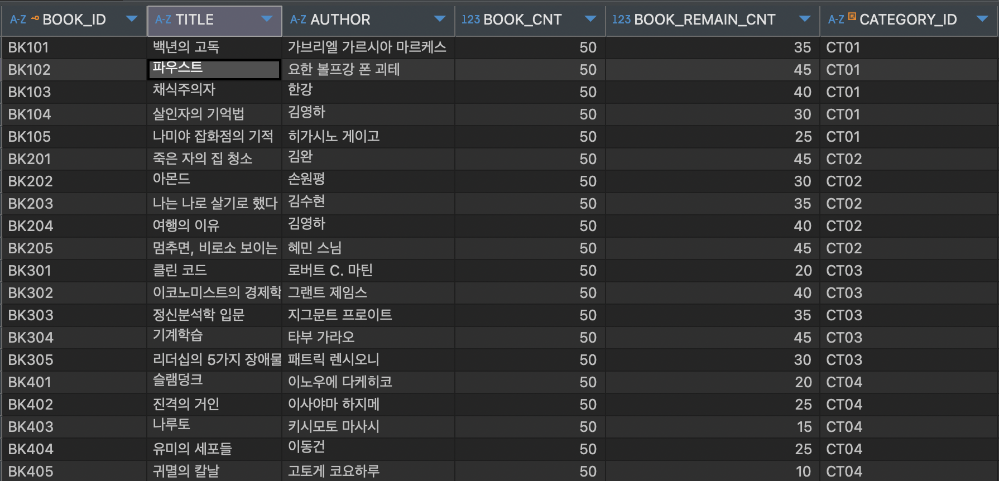 A-Z BOOK_ID A-Z TITLE A-Z AUTHOR 123 BOOK_CNT 123 BOOK_REMAIN_CNT A-Z CATEGORY_ID
BK101 백년의 고독 가브리엘 가르시아 마르케스 50 35 CT01
BK102 파우스트 요한 볼프강 폰 괴테 50 45 CT01
BK103 채식주의자 한강 50 40 CT01
BK104 살인자의 기억법 김영하 50 30 CT01
BK105 나미야 잡화점의 기적 히가시노 게이고 50 25 CT01
BK201 죽은 자의 집 청소 김완 50 45 CT02
BK202 아몬드 손원평 50 30 CT02
BK203 나는 나로 살기로 했다 김수현 50 35 CT02
BK204 여행의 이유 김영하 50 40 CT02
BK205 멈추면, 비로소 보이는 혜민 스님 50 45 CT02
BK301 클린 코드 로버트 C. 마틴 50 20 CT03
BK302 이코노미스트의 경제학 그랜트 제임스 50 40 CT03
BK303 정신분석학 입문 지그문트 프로이트 50 35 CT03
BK304 기계학습 타부 가라오 50 45 CT03
BK305 리더십의 5가지 장애물 패트릭 렌시오니 50 30 CT03
BK401 슬램덩크 이노우에 다케히코 50 20 CT04
BK402 진격의 거인 이사야마 하지메 50 25 CT04
BK403 나루토 키시모토 마사시 50 15 CT04
BK404 유미의 세포들 이동건 50 25 CT04
BK405 귀멸의 칼날 고토게 코요하루 50 10 CT04